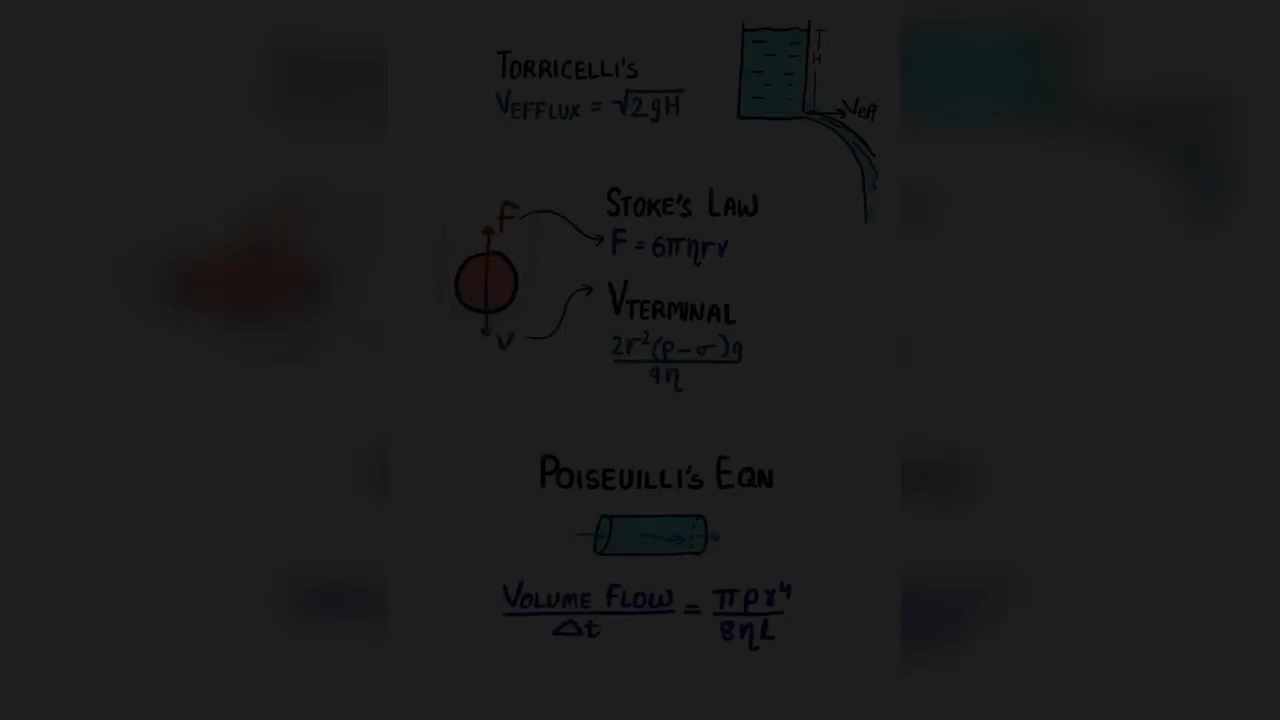 TORRICELLI'S
VEFFLUX = √2gH
H
Veff
F
STOKE'S LAW
F = 6πηrv
VTERMINAL
2r²(ρ-σ)g
9η
v
POISEUILLI'S EQN
VOLUME FLOW = πρr⁴
Δt 8ηL